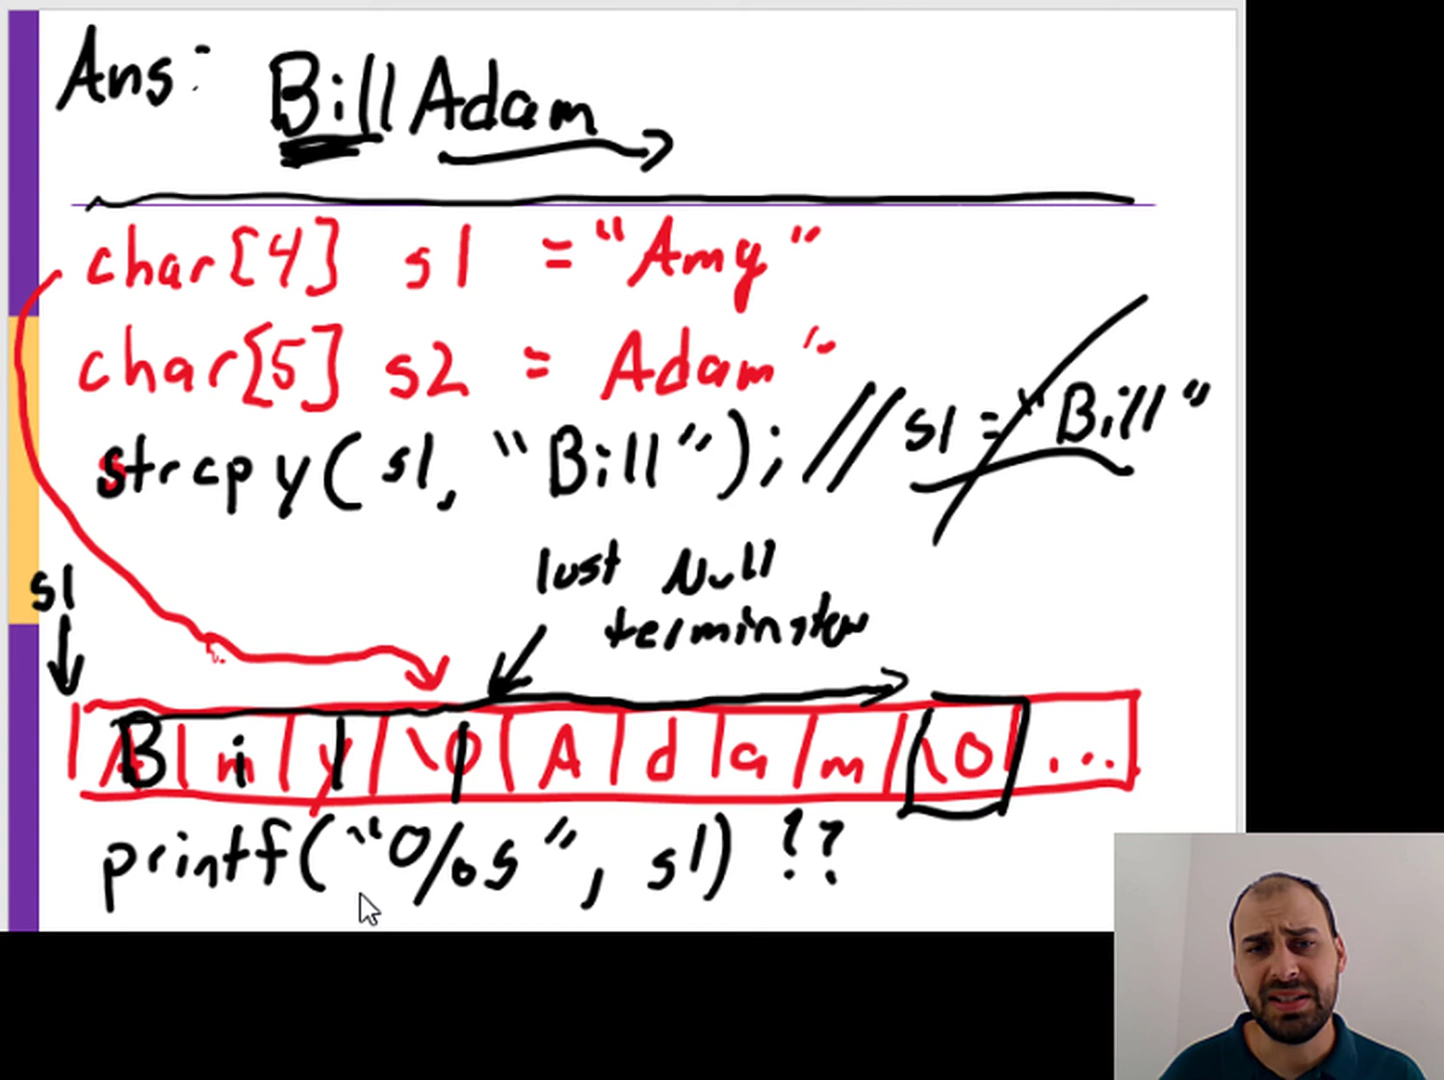 Ans: Bill Adam
char[4] s1 = "Amy"
char[5] s2 = Adam"
strcpy(s1, "Bill"); // s1 = "Bill"
lost Null
s1
terminator
B i l l A d a m \0 ...
printf("%s", s1) ??